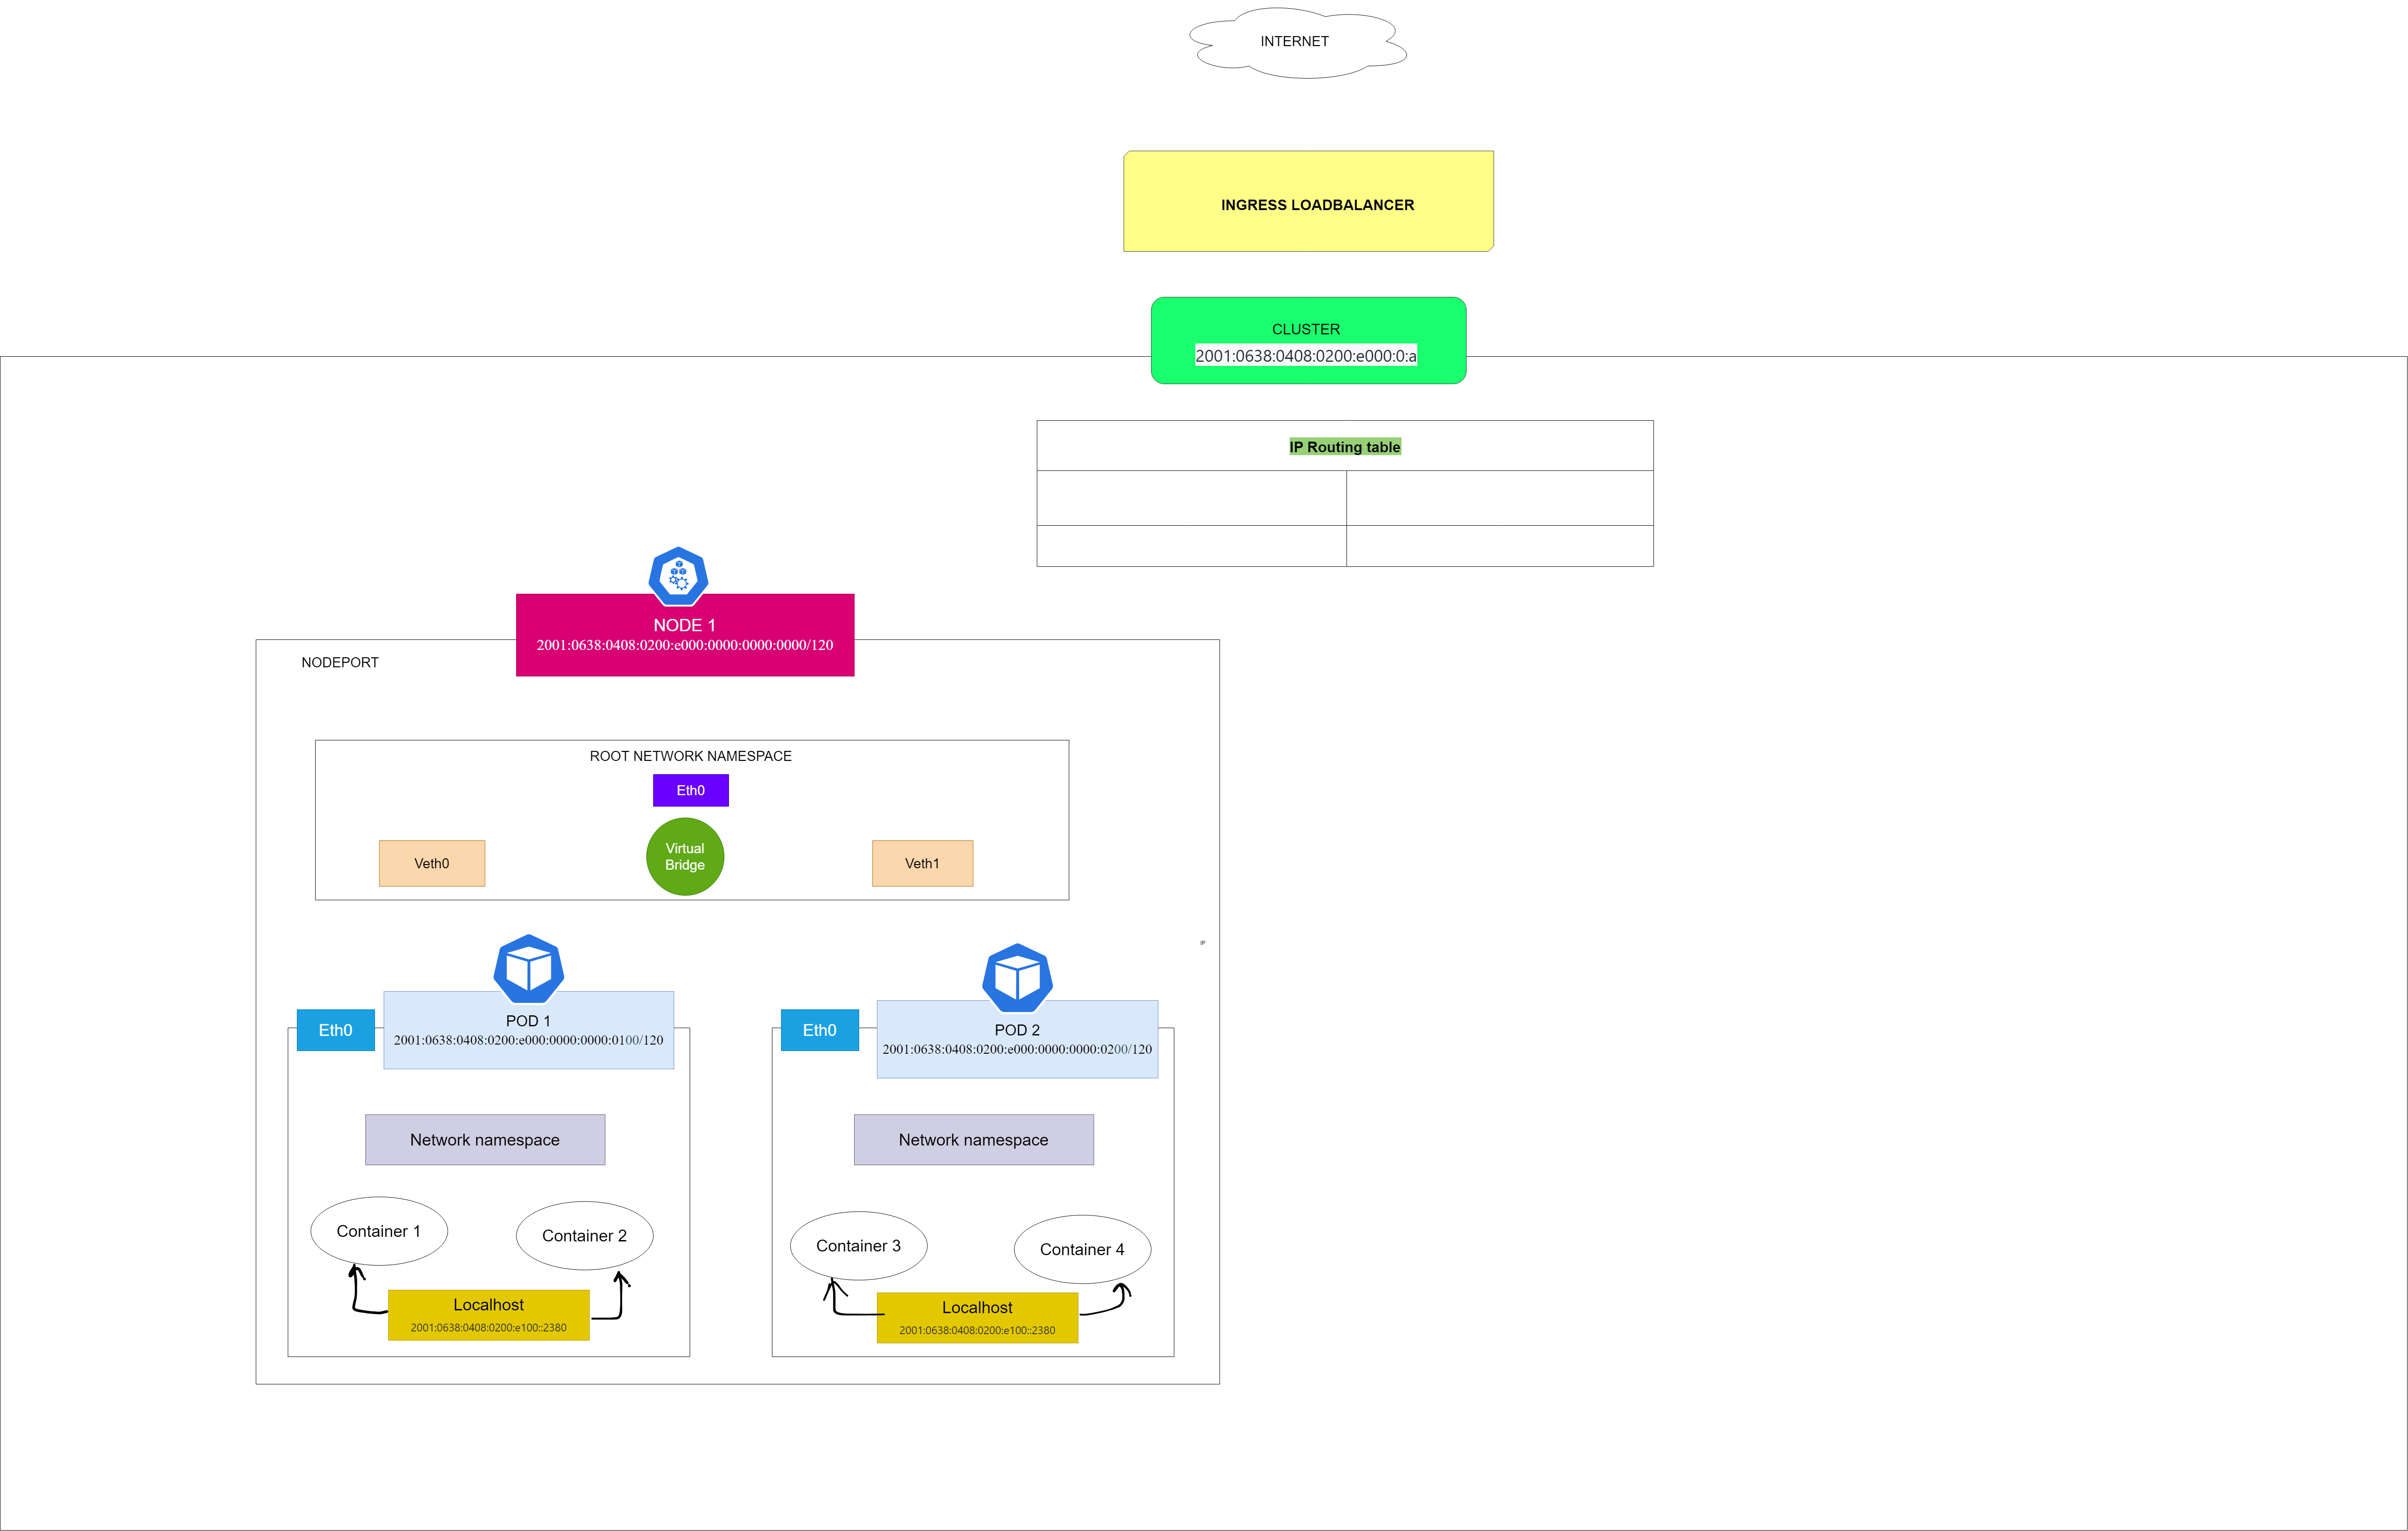 INTERNET
INGRESS LOADBALANCER
CLUSTER
2001:0638:0408:0200:e000:0:a
IP Routing table
NODE 1
2001:0638:0408:0200:e000:0000:0000:0000/120
NODEPORT
ROOT NETWORK NAMESPACE
Eth0
Virtual
Bridge
Veth0
Veth1
IP
Eth0
POD 1
2001:0638:0408:0200:e000:0000:0000:0100/120
Eth0
POD 2
2001:0638:0408:0200:e000:0000:0000:0200/120
Network namespace
Network namespace
Container 1
Container 2
Container 3
Container 4
Localhost
2001:0638:0408:0200:e100::2380
Localhost
2001:0638:0408:0200:e100::2380